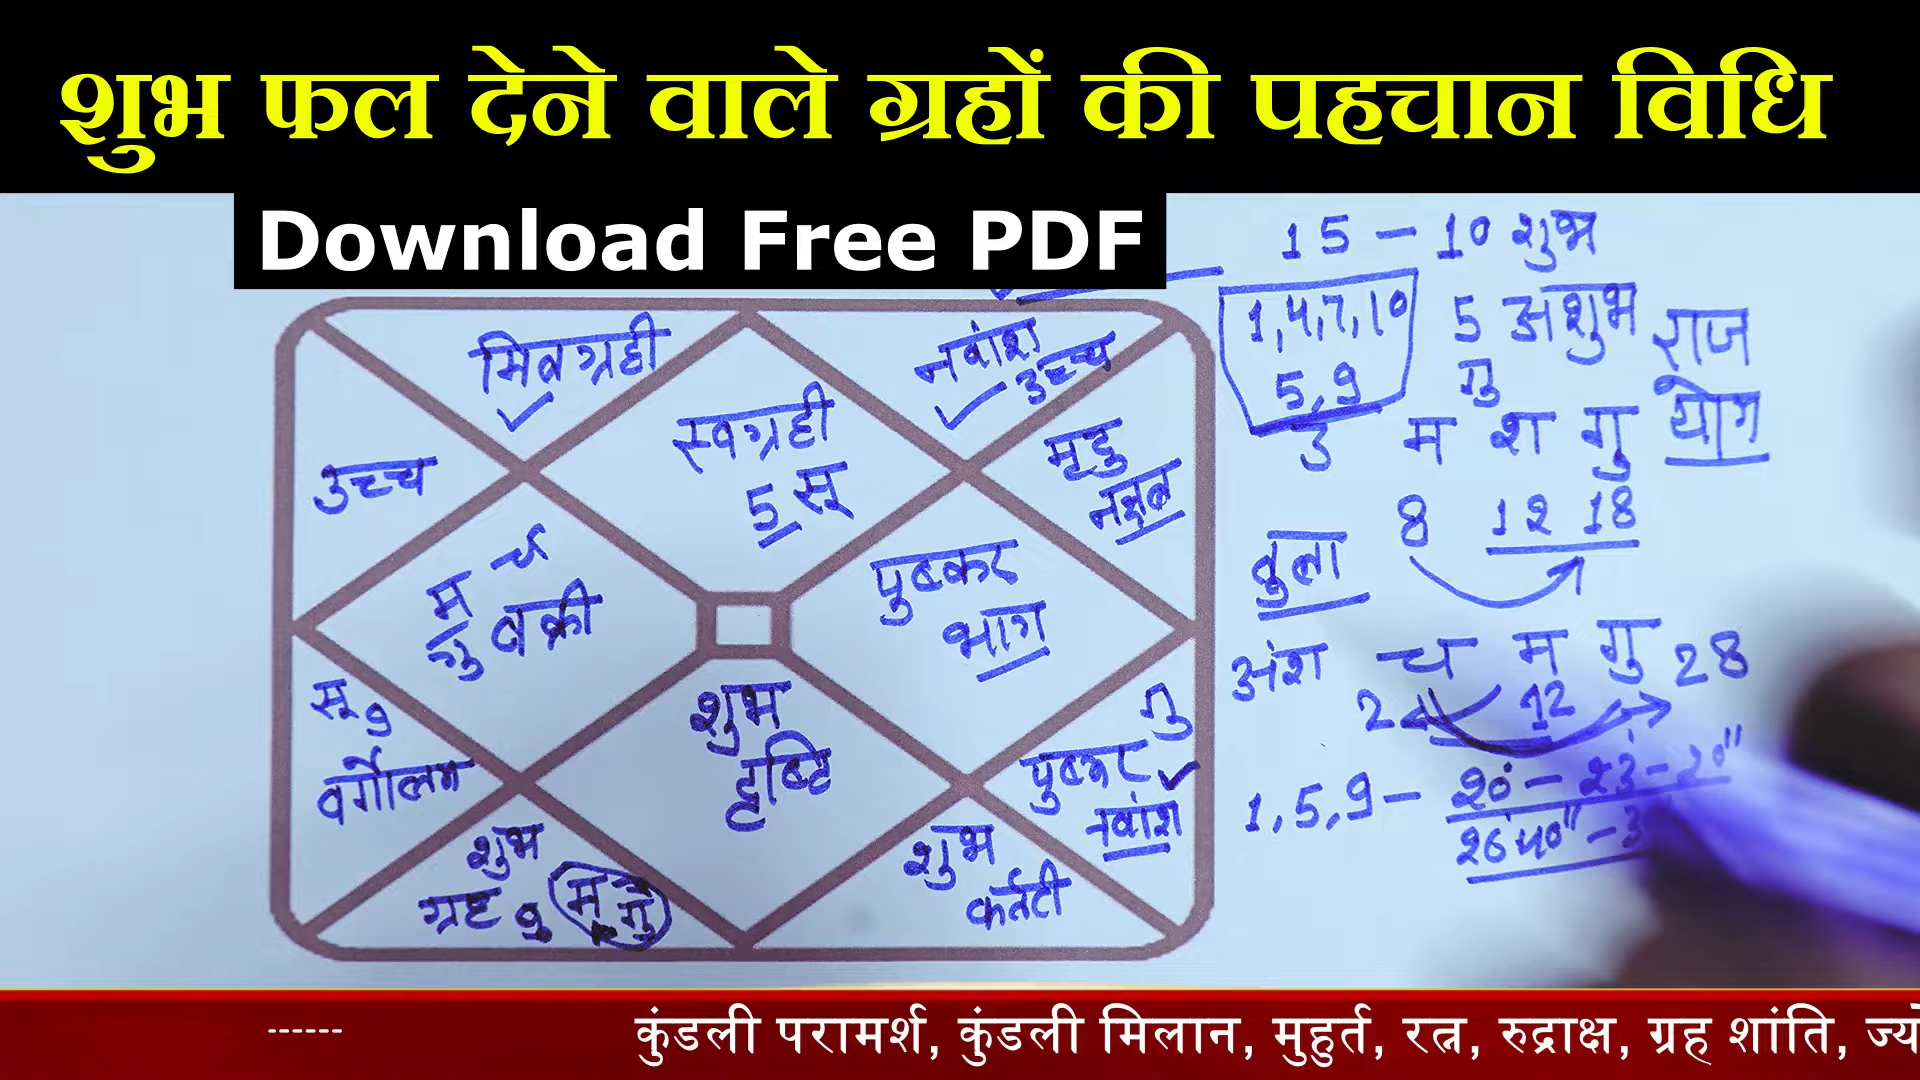 शुभ फल देने वाले ग्रहों की पहचान विधि
Download Free PDF
15 - 10 शुभ
1,4,7,10
5 अशुभ
5,9
गु
राज
योग
उ म श गु
8 12 18
तुला
अंश च म गु 28
12
1,5,9 -
मित्रग्रही
नवांश
उच्च
स्वग्रही
5 सू
मृदु
नक्षत्र
उच्च
म
गु वक्री
पुष्कर
भाग
सू 9
वर्गोत्तम
शुभ
दृष्टि
गु
पुष्कर
नवांश
शुभ
ग्रह 9 म गु
शुभ
कर्तरी
------ कुंडली परामर्श, कुंडली मिलान, मुहुर्त, रत्न, रुद्राक्ष, ग्रह शांति,